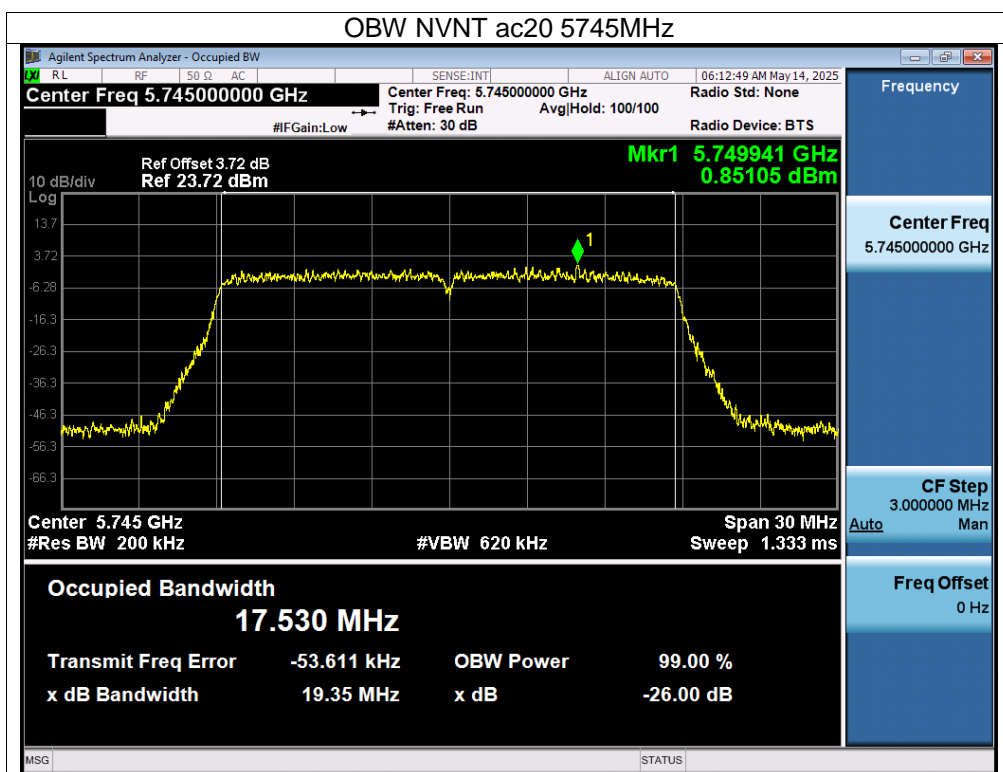 OBW NVNT ac20 5745MHz
Agilent Spectrum Analyzer - Occupied BW
LXI RL RF 50 Ω AC SENSE:INT ALIGN AUTO 06:12:49 AM May 14, 2025
Center Freq 5.745000000 GHz
Center Freq: 5.745000000 GHz Radio Std: None
Trig: Free Run Avg|Hold: 100/100
#IFGain:Low #Atten: 30 dB Radio Device: BTS
Mkr1 5.749941 GHz
0.85105 dBm
Ref Offset 3.72 dB
10 dB/div Ref 23.72 dBm
Log
13.7
3.72
-6.28
-16.3
-26.3
-36.3
-46.3
-56.3
-66.3
1
Center 5.745 GHz Span 30 MHz
#Res BW 200 kHz #VBW 620 kHz Sweep 1.333 ms
Occupied Bandwidth
17.530 MHz
Transmit Freq Error -53.611 kHz OBW Power 99.00 %
x dB Bandwidth 19.35 MHz x dB -26.00 dB
Frequency
Center Freq
5.745000000 GHz
CF Step
3.000000 MHz
Auto Man
Freq Offset
0 Hz
MSG STATUS